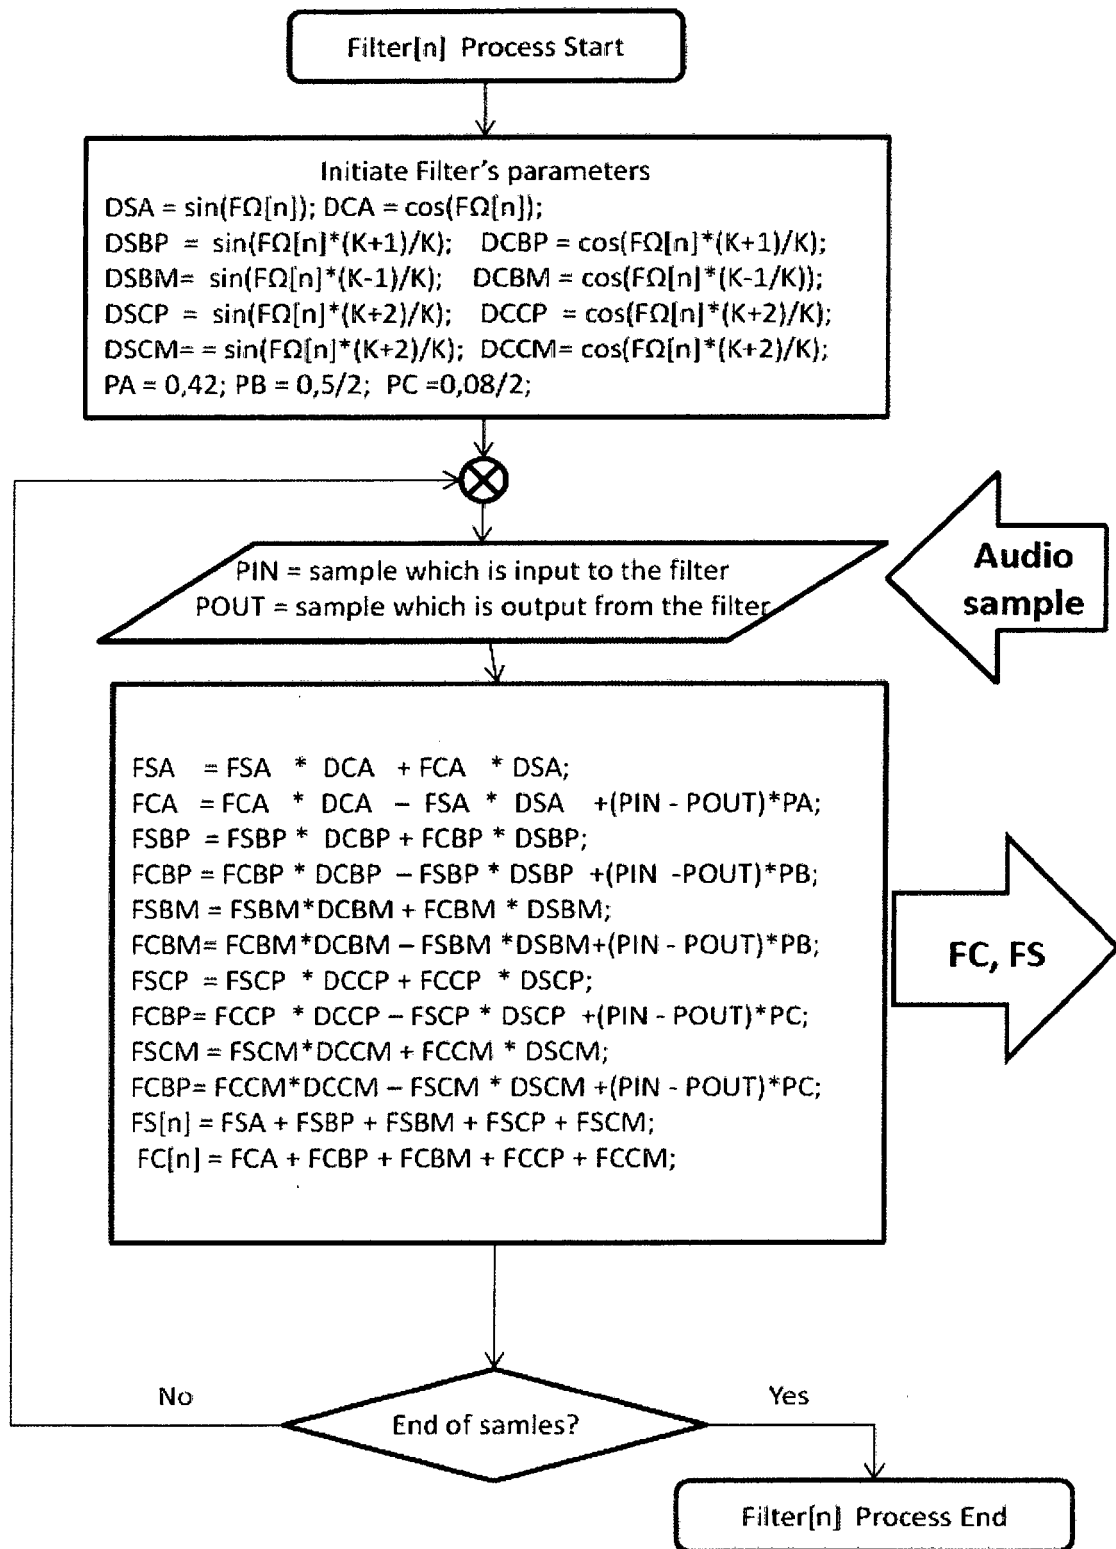 Filter[n] Process Start
Initiate Filter's parameters
DSA = sin(FΩ[n]); DCA = cos(FΩ[n]);
DSBP = sin(FΩ[n]*(K+1)/K); DCBP = cos(FΩ[n]*(K+1)/K);
DSBM= sin(FΩ[n]*(K-1)/K); DCBM = cos(FΩ[n]*(K-1/K));
DSCP = sin(FΩ[n]*(K+2)/K); DCCP = cos(FΩ[n]*(K+2)/K);
DSCM= = sin(FΩ[n]*(K+2)/K); DCCM= cos(FΩ[n]*(K+2)/K);
PA = 0,42; PB = 0,5/2; PC =0,08/2;
PIN = sample which is input to the filter
POUT = sample which is output from the filter
Audio
sample
FSA = FSA * DCA + FCA * DSA;
FCA = FCA * DCA – FSA * DSA +(PIN - POUT)*PA;
FSBP = FSBP * DCBP + FCBP * DSBP;
FCBP = FCBP * DCBP – FSBP * DSBP +(PIN -POUT)*PB;
FSBM = FSBM*DCBM + FCBM * DSBM;
FCBM= FCBM*DCBM – FSBM *DSBM+(PIN - POUT)*PB;
FSCP = FSCP * DCCP + FCCP * DSCP;
FCBP= FCCP * DCCP – FSCP * DSCP +(PIN - POUT)*PC;
FSCM = FSCM*DCCM + FCCM * DSCM;
FCBP= FCCM*DCCM – FSCM * DSCM +(PIN - POUT)*PC;
FS[n] = FSA + FSBP + FSBM + FSCP + FSCM;
FC[n] = FCA + FCBP + FCBM + FCCP + FCCM;
FC, FS
No
End of samles?
Yes
Filter[n] Process End